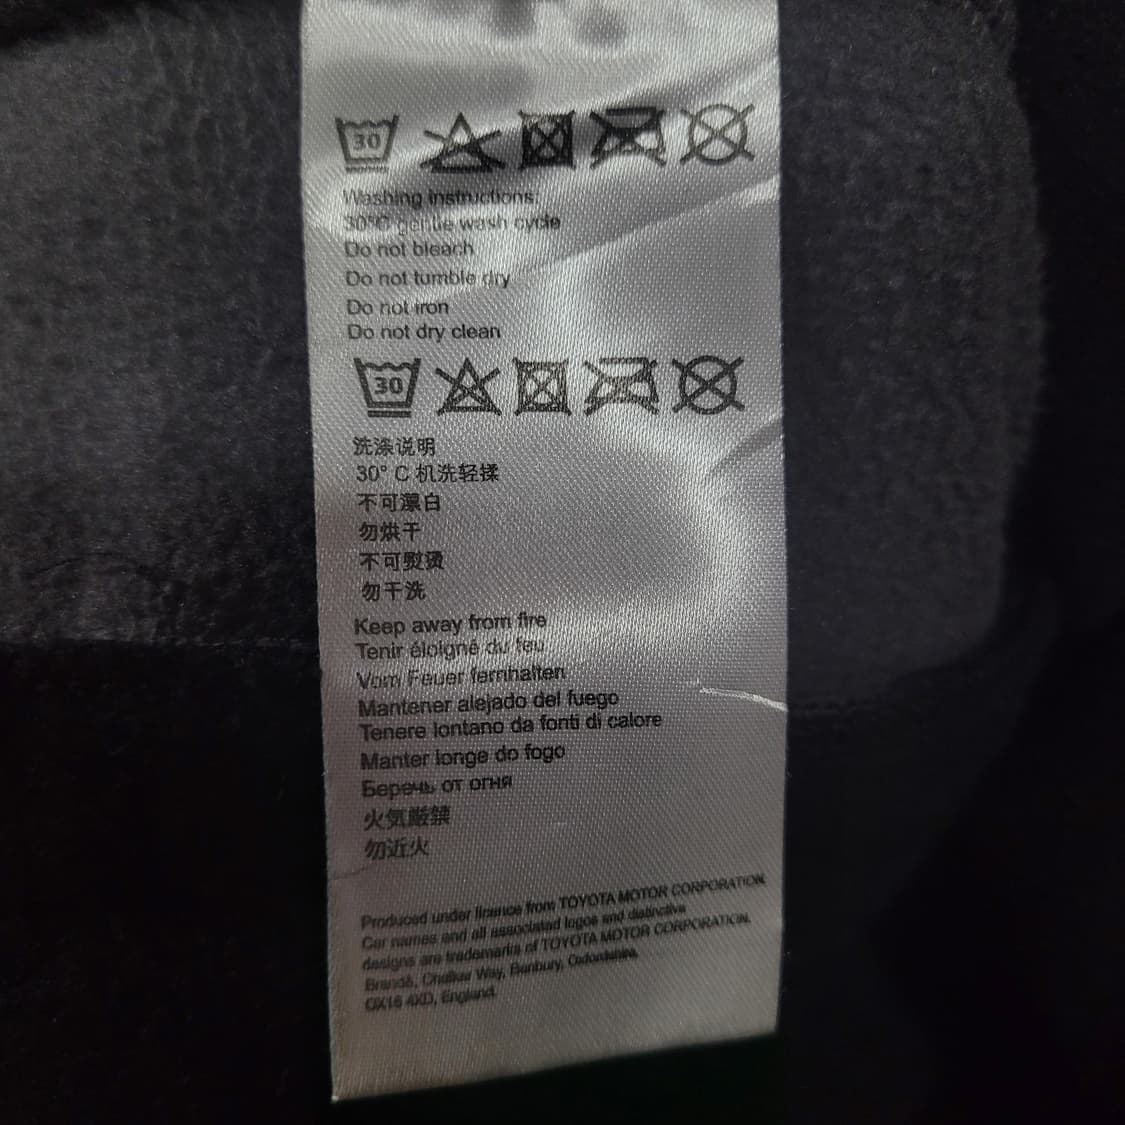 30
Washing instructions:
30°C gentle wash cycle
Do not bleach
Do not tumble dry
Do not iron
Do not dry clean
30
洗涤说明
30° C 机洗轻揉
不可漂白
勿烘干
不可熨烫
勿干洗
Keep away from fire
Tenir éloigné du feu
Vom Feuer fernhalten
Mantener alejado del fuego
Tenere lontano da fonti di calore
Manter longe do fogo
Беречь от огня
火気厳禁
勿近火
Produced under licence from TOYOTA MOTOR CORPORATION.
Car names and all associated logos and distinctive
designs are trademarks of TOYOTA MOTOR CORPORATION.
Brand6, Chalker Way, Banbury, Oxfordshire,
OX16 4XD, England.